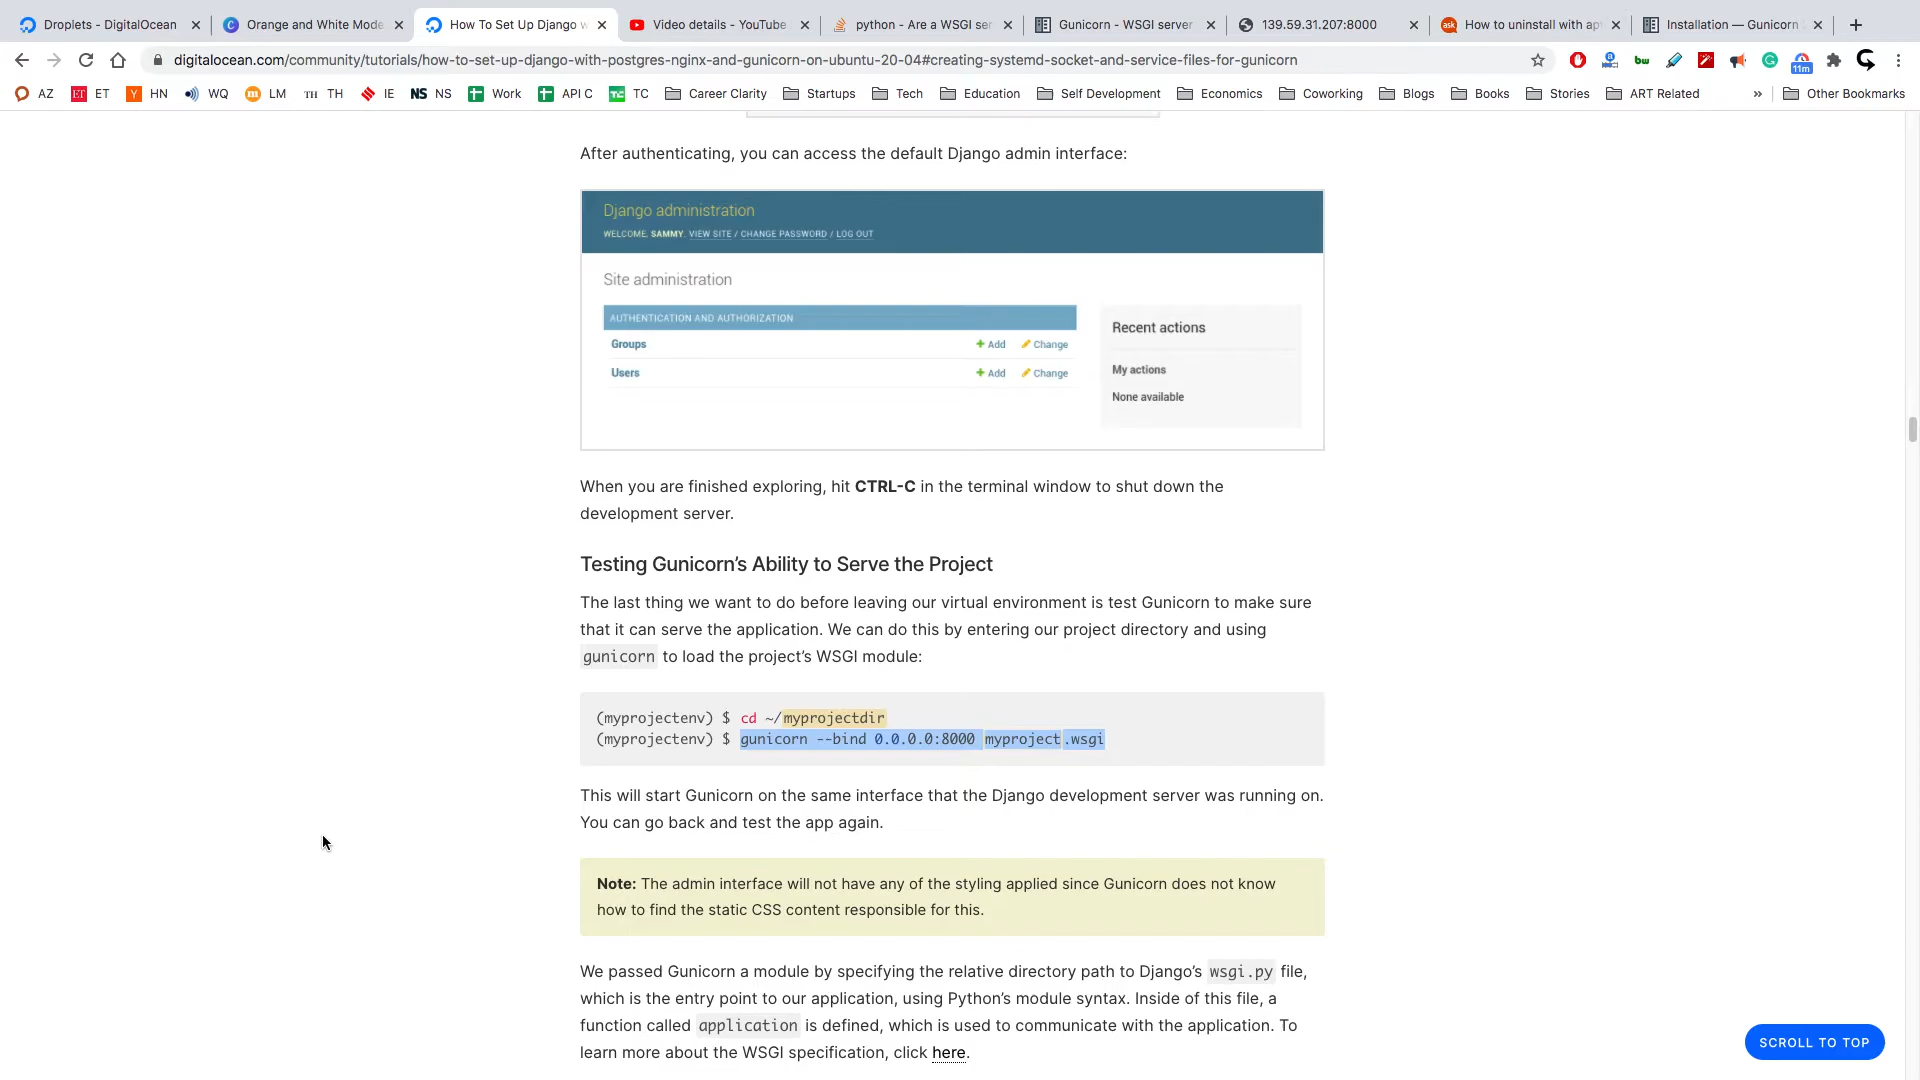 Droplets - DigitalOcean
Orange and White Mode
How To Set Up Django w
Video details - YouTube
python - Are a WSGI ser
Gunicorn - WSGI server
139.59.31.207:8000
ask
How to uninstall with ap
Installation — Gunicorn
digitalocean.com/community/tutorials/how-to-set-up-django-with-postgres-nginx-and-gunicorn-on-ubuntu-20-04#creating-systemd-socket-and-service-files-for-gunicorn
11m
AZ
ET
HN
WQ
LM
TH
IE
NS
Work
API C
TC
Career Clarity
Startups
Tech
Education
Self Development
Economics
Coworking
Blogs
Books
Stories
ART Related
»
Other Bookmarks
After authenticating, you can access the default Django admin interface:
Django administration
WELCOME, SAMMY. VIEW SITE / CHANGE PASSWORD / LOG OUT
Site administration
AUTHENTICATION AND AUTHORIZATION
Groups + Add Change
Users + Add Change
Recent actions
My actions
None available
When you are finished exploring, hit CTRL-C in the terminal window to shut down the
development server.
Testing Gunicorn’s Ability to Serve the Project
The last thing we want to do before leaving our virtual environment is test Gunicorn to make sure
that it can serve the application. We can do this by entering our project directory and using
gunicorn to load the project’s WSGI module:
(myprojectenv) $ cd ~/myprojectdir
(myprojectenv) $ gunicorn --bind 0.0.0.0:8000 myproject.wsgi
This will start Gunicorn on the same interface that the Django development server was running on.
You can go back and test the app again.
Note: The admin interface will not have any of the styling applied since Gunicorn does not know
how to find the static CSS content responsible for this.
We passed Gunicorn a module by specifying the relative directory path to Django’s wsgi.py file,
which is the entry point to our application, using Python’s module syntax. Inside of this file, a
function called application is defined, which is used to communicate with the application. To
learn more about the WSGI specification, click here.
SCROLL TO TOP